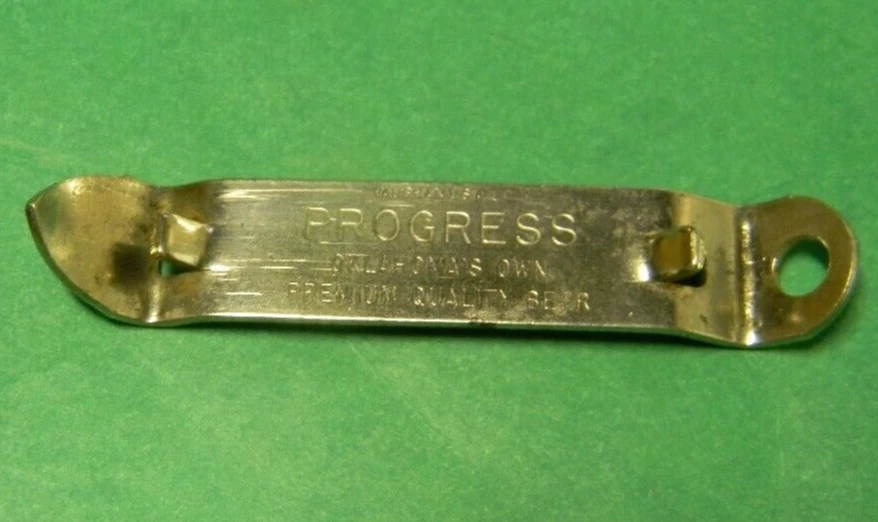 PROGRESS
OKLAHOMA'S OWN
PREMIUM QUALITY BEER